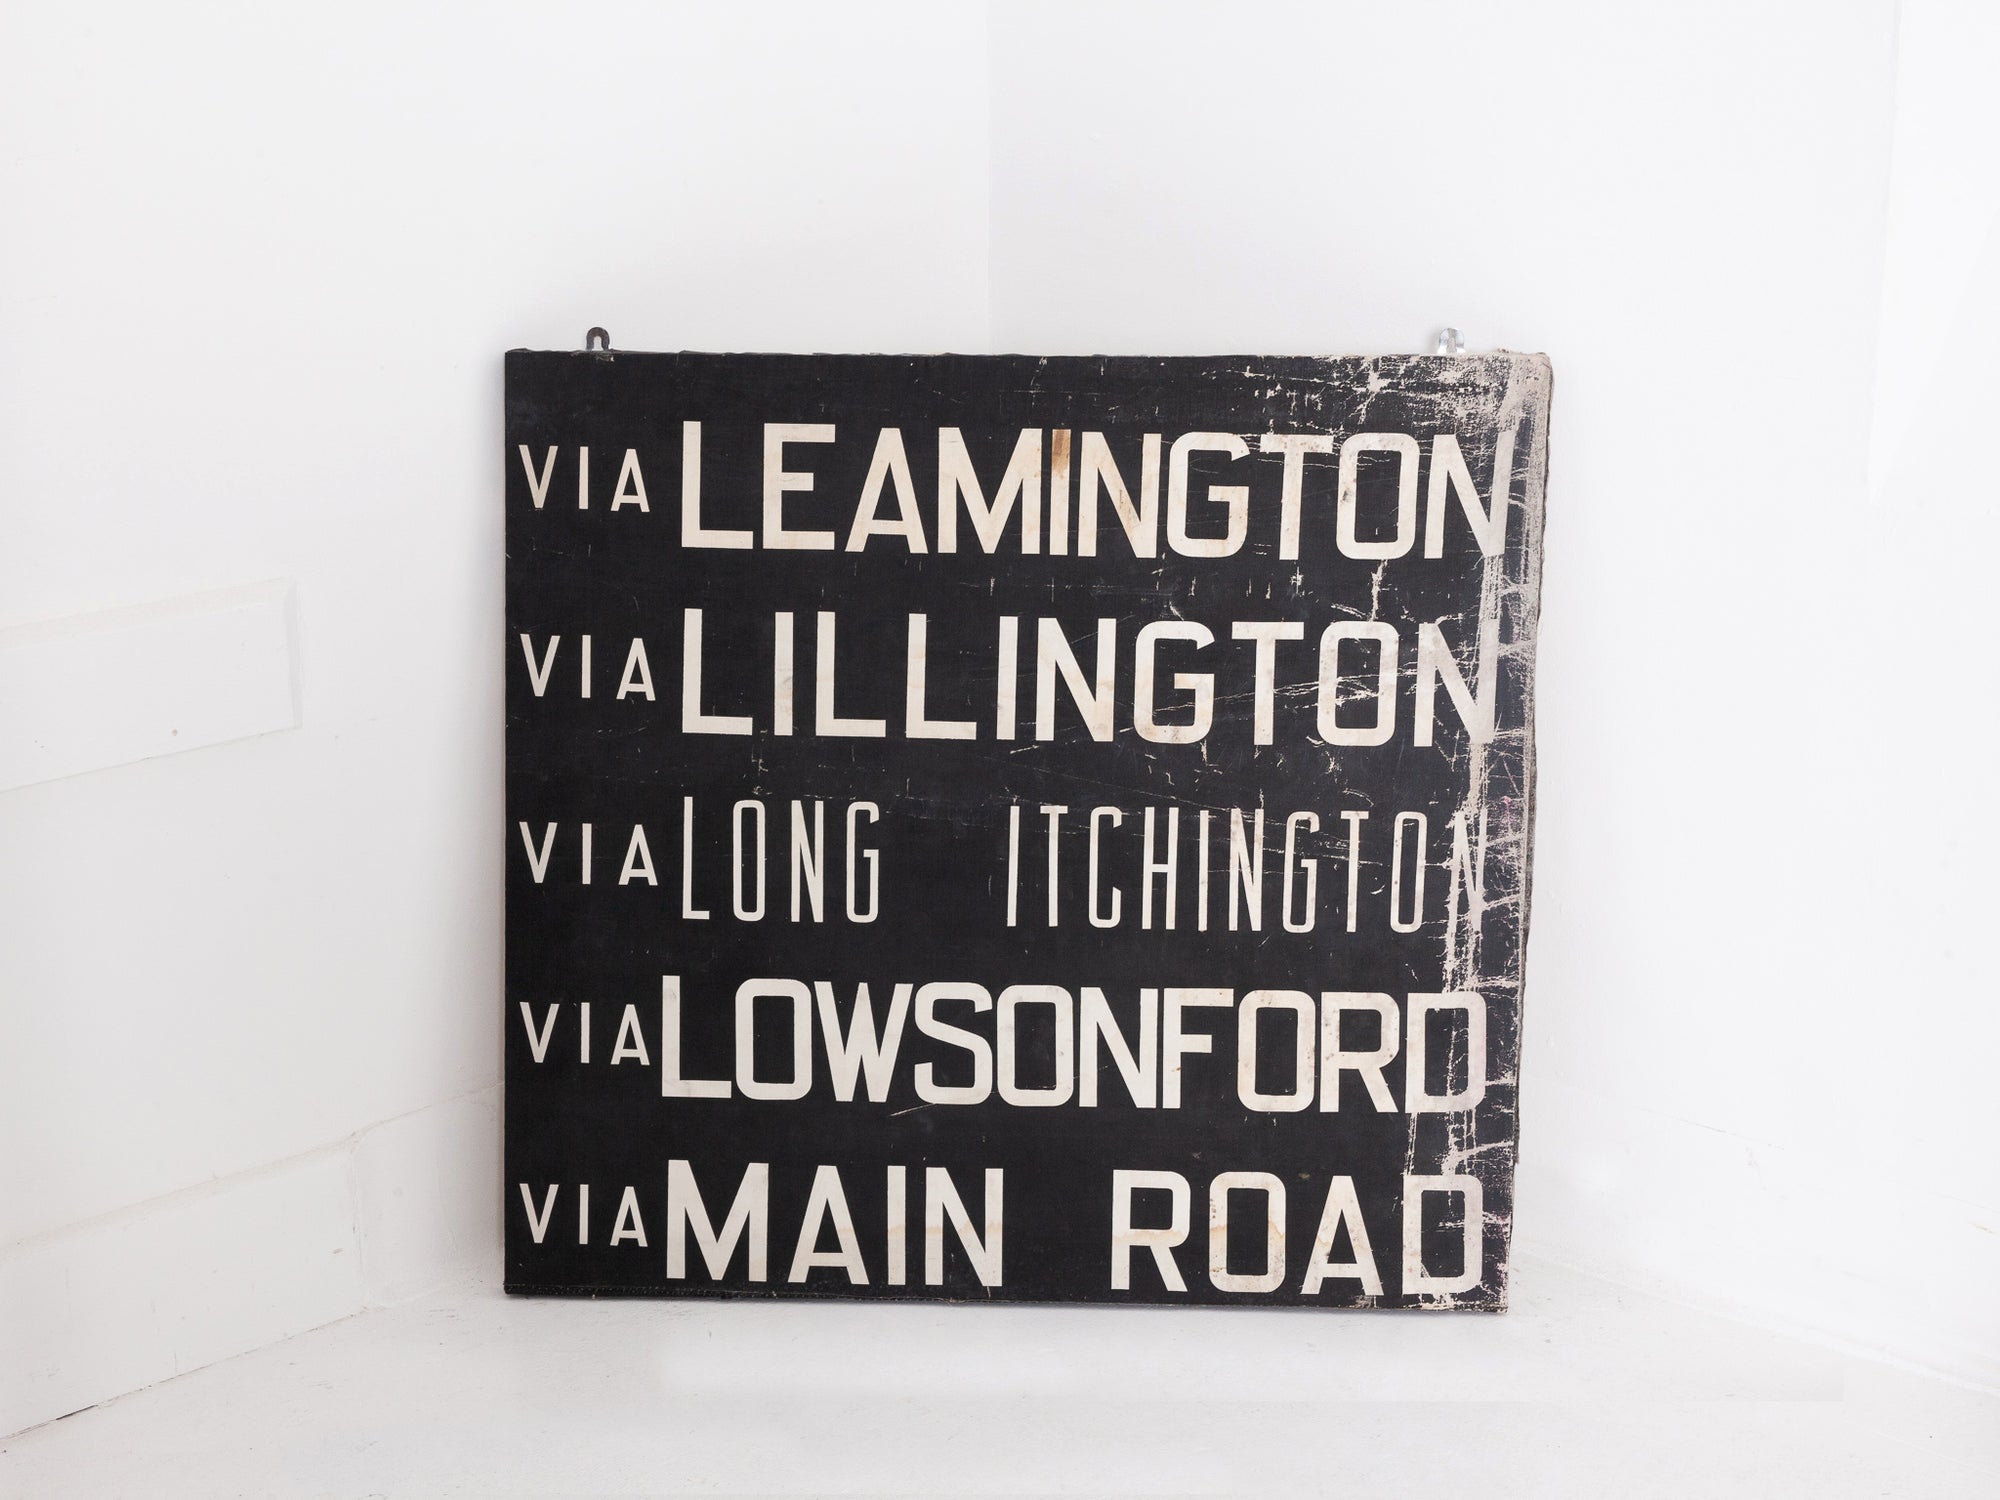 VIA LEAMINGTON
VIA LILLINGTON
VIA LONG ITCHINGTON
VIA LOWSONFORD
VIA MAIN ROAD